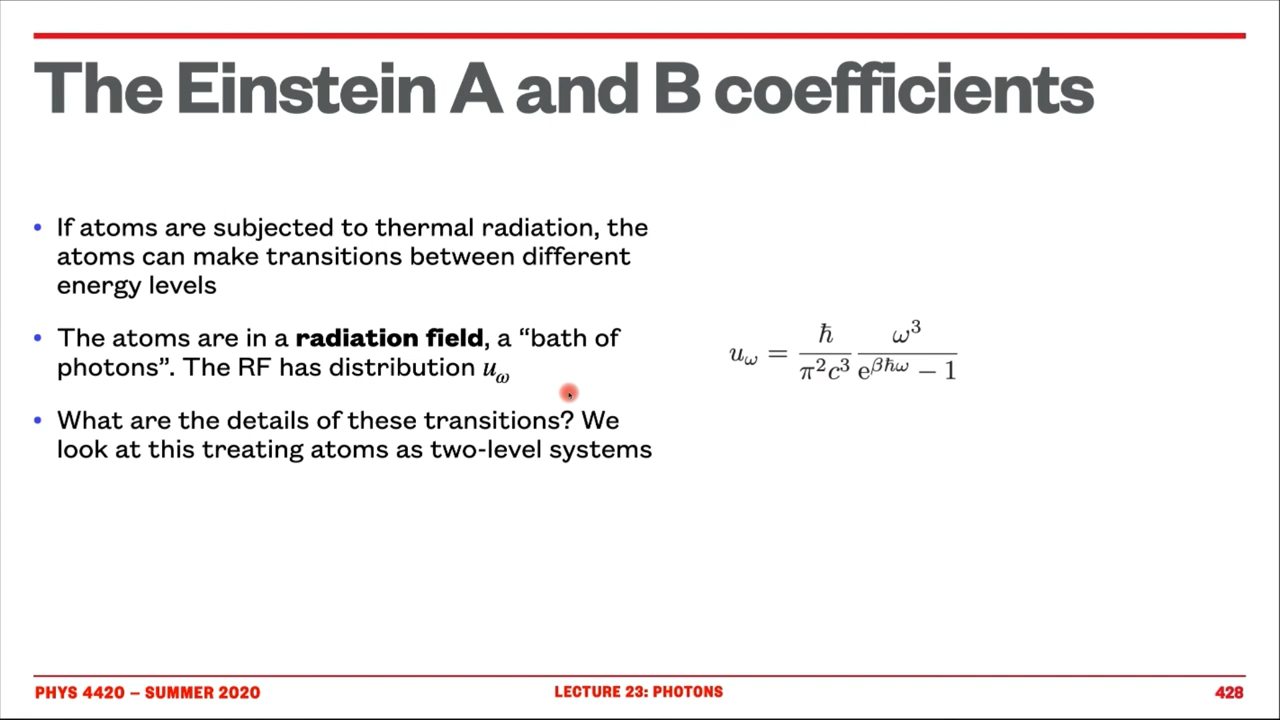 The Einstein A and B coefficients
• If atoms are subjected to thermal radiation, the
atoms can make transitions between different
energy levels
• The atoms are in a radiation field, a “bath of
photons”. The RF has distribution u_ω
• What are the details of these transitions? We
look at this treating atoms as two-level systems
u_ω = ħ/(π²c³) ω³/(e^{βħω} − 1)
PHYS 4420 – SUMMER 2020
LECTURE 23: PHOTONS
428